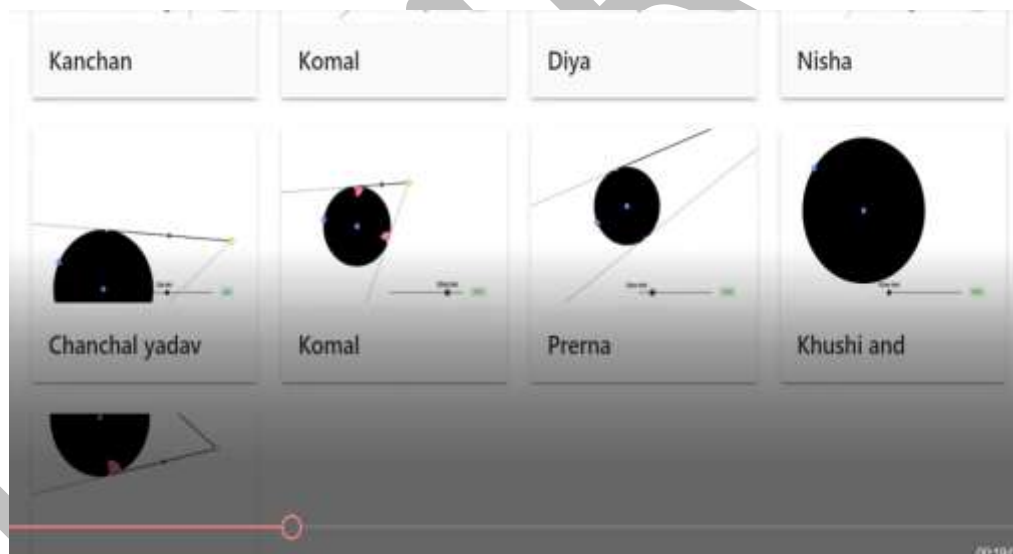 Kanchan
Komal
Diya
Nisha
Chanchal yadav
Komal
Prerna
Khushi and